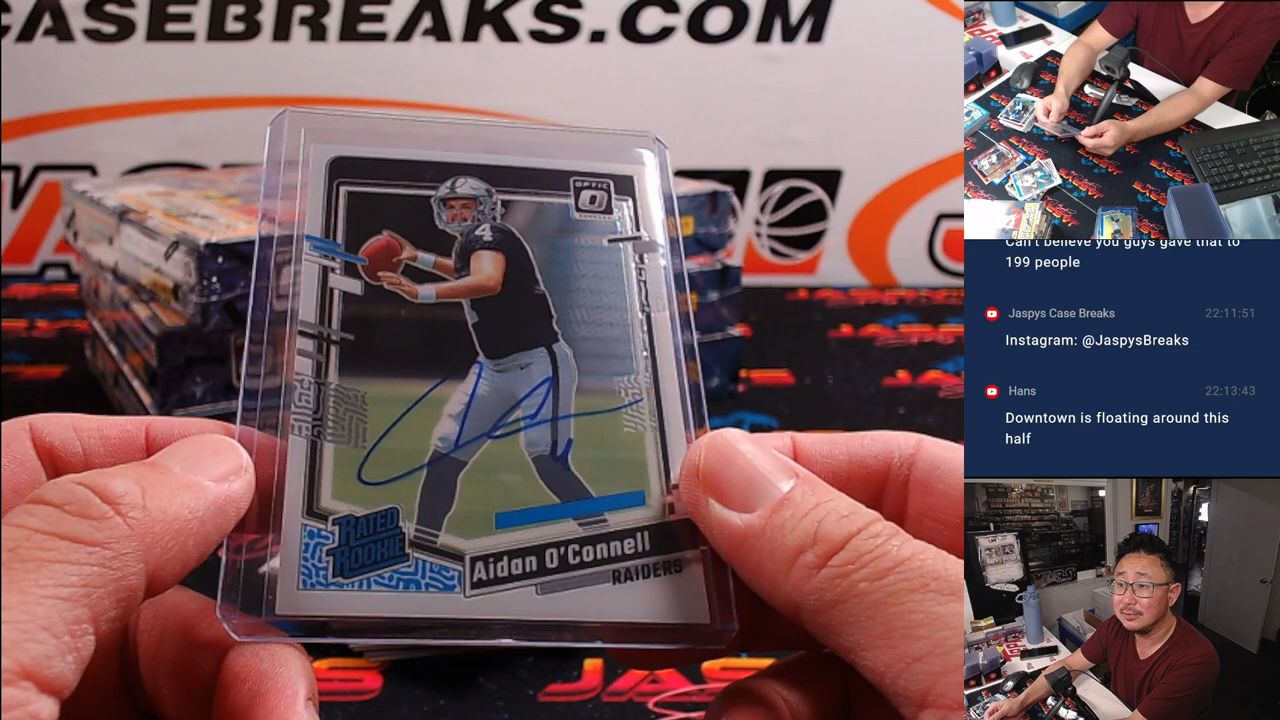 CASEBREAKS.COM
OPTIC
4
RATED
ROOKIE
Aidan O'Connell
RAIDERS
JAS
Can't believe you guys gave that to
199 people
Jaspys Case Breaks 22:11:51
Instagram: @JaspysBreaks
Hans 22:13:43
Downtown is floating around this
half